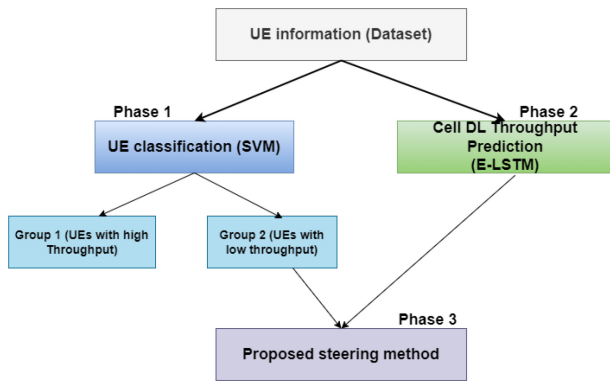 UE information (Dataset)
Phase 1
Phase 2
UE classification (SVM)
Cell DL Throughput
Prediction
(E-LSTM)
Group 1 (UEs with high
Throughput)
Group 2 (UEs with
low throughput)
Phase 3
Proposed steering method